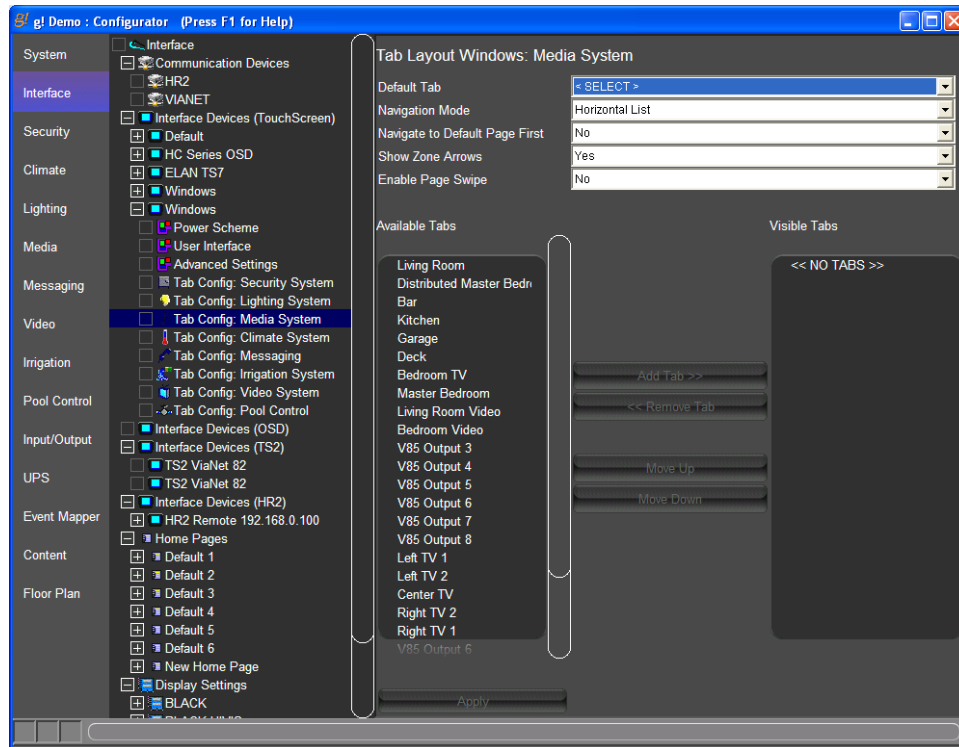 g! g! Demo : Configurator (Press F1 for Help)
System
Interface
Security
Climate
Lighting
Media
Messaging
Video
Irrigation
Pool Control
Input/Output
UPS
Event Mapper
Content
Floor Plan
Interface
Communication Devices
HR2
VIANET
Interface Devices (TouchScreen)
Default
HC Series OSD
ELAN TS7
Windows
Windows
Power Scheme
User Interface
Advanced Settings
Tab Config: Security System
Tab Config: Lighting System
Tab Config: Media System
Tab Config: Climate System
Tab Config: Messaging
Tab Config: Irrigation System
Tab Config: Video System
Tab Config: Pool Control
Interface Devices (OSD)
Interface Devices (TS2)
TS2 ViaNet 82
TS2 ViaNet 82
Interface Devices (HR2)
HR2 Remote 192.168.0.100
Home Pages
Default 1
Default 2
Default 3
Default 4
Default 5
Default 6
New Home Page
Display Settings
BLACK
Tab Layout Windows: Media System
Default Tab < SELECT >
Navigation Mode Horizontal List
Navigate to Default Page First No
Show Zone Arrows Yes
Enable Page Swipe No
Available Tabs
Living Room
Distributed Master Bedr
Bar
Kitchen
Garage
Deck
Bedroom TV
Master Bedroom
Living Room Video
Bedroom Video
V85 Output 3
V85 Output 4
V85 Output 5
V85 Output 6
V85 Output 7
V85 Output 8
Left TV 1
Left TV 2
Center TV
Right TV 2
Right TV 1
V85 Output 6
Add Tab >>
<< Remove Tab
Move Up
Move Down
Visible Tabs
<< NO TABS >>
Apply